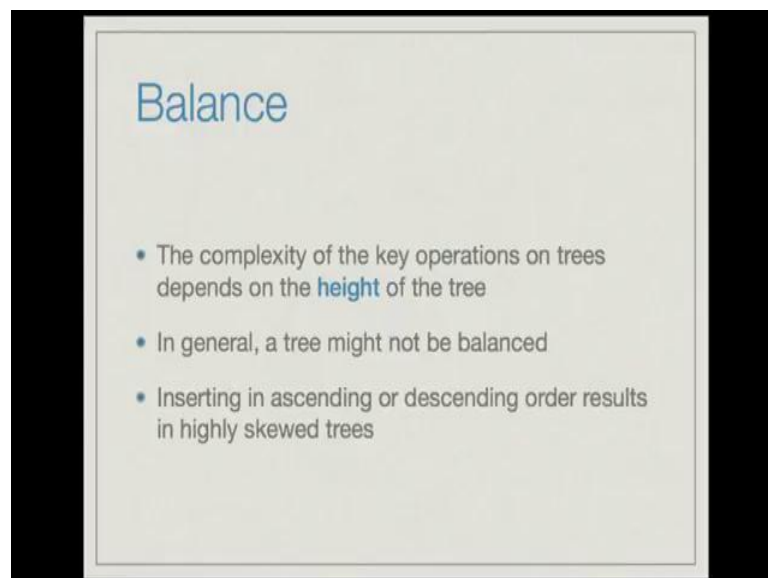 Balance
• The complexity of the key operations on trees
depends on the height of the tree
• In general, a tree might not be balanced
• Inserting in ascending or descending order results
in highly skewed trees